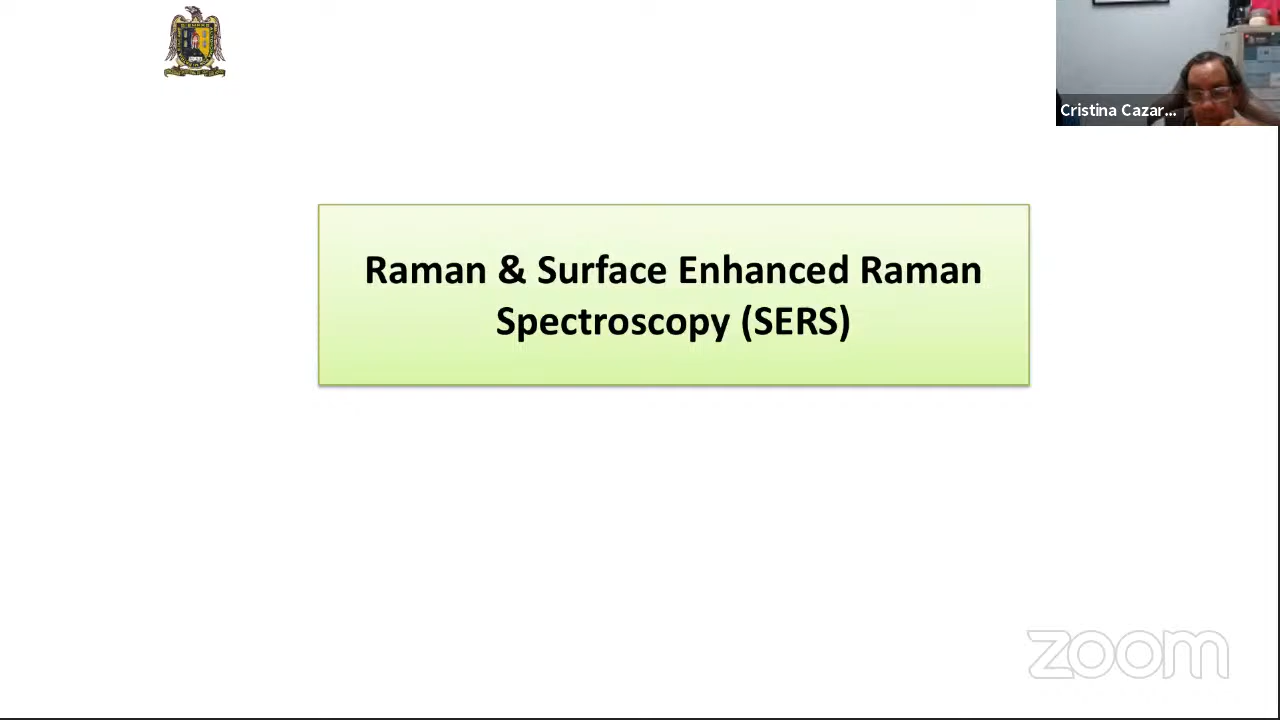 Cristina Cazar...
Raman & Surface Enhanced Raman
Spectroscopy (SERS)
zoom